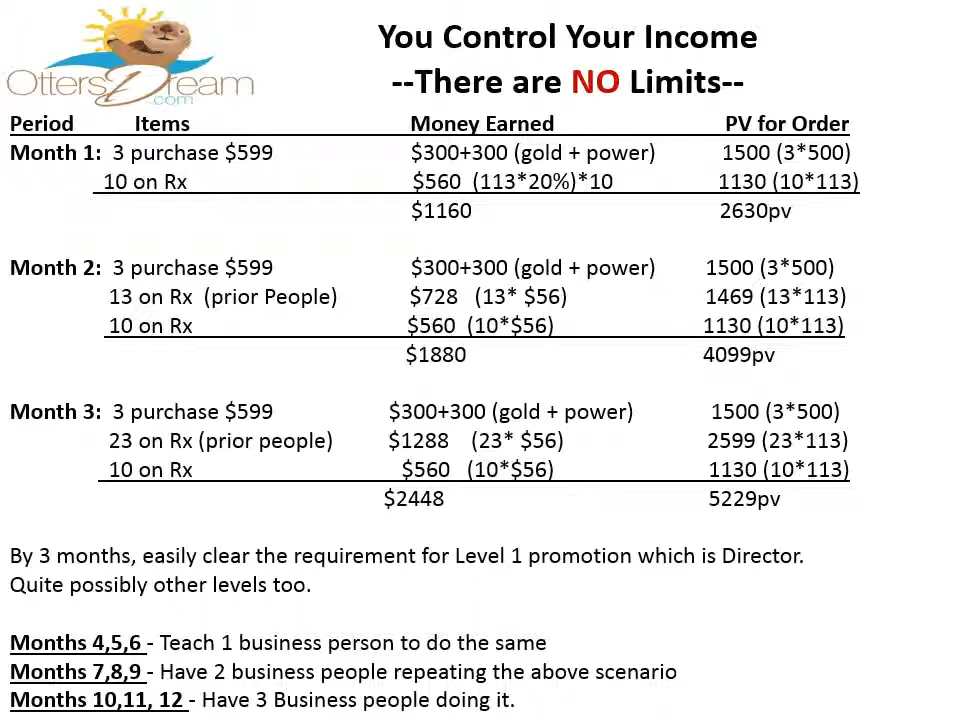 OttersDream
.com
You Control Your Income
--There are NO Limits--
Period Items Money Earned PV for Order
Month 1: 3 purchase $599 $300+300 (gold + power) 1500 (3*500)
10 on Rx $560 (113*20%)*10 1130 (10*113)
$1160 2630pv
Month 2: 3 purchase $599 $300+300 (gold + power) 1500 (3*500)
13 on Rx (prior People) $728 (13* $56) 1469 (13*113)
10 on Rx $560 (10*$56) 1130 (10*113)
$1880 4099pv
Month 3: 3 purchase $599 $300+300 (gold + power) 1500 (3*500)
23 on Rx (prior people) $1288 (23* $56) 2599 (23*113)
10 on Rx $560 (10*$56) 1130 (10*113)
$2448 5229pv
By 3 months, easily clear the requirement for Level 1 promotion which is Director.
Quite possibly other levels too.
Months 4,5,6 - Teach 1 business person to do the same
Months 7,8,9 - Have 2 business people repeating the above scenario
Months 10,11, 12 - Have 3 Business people doing it.